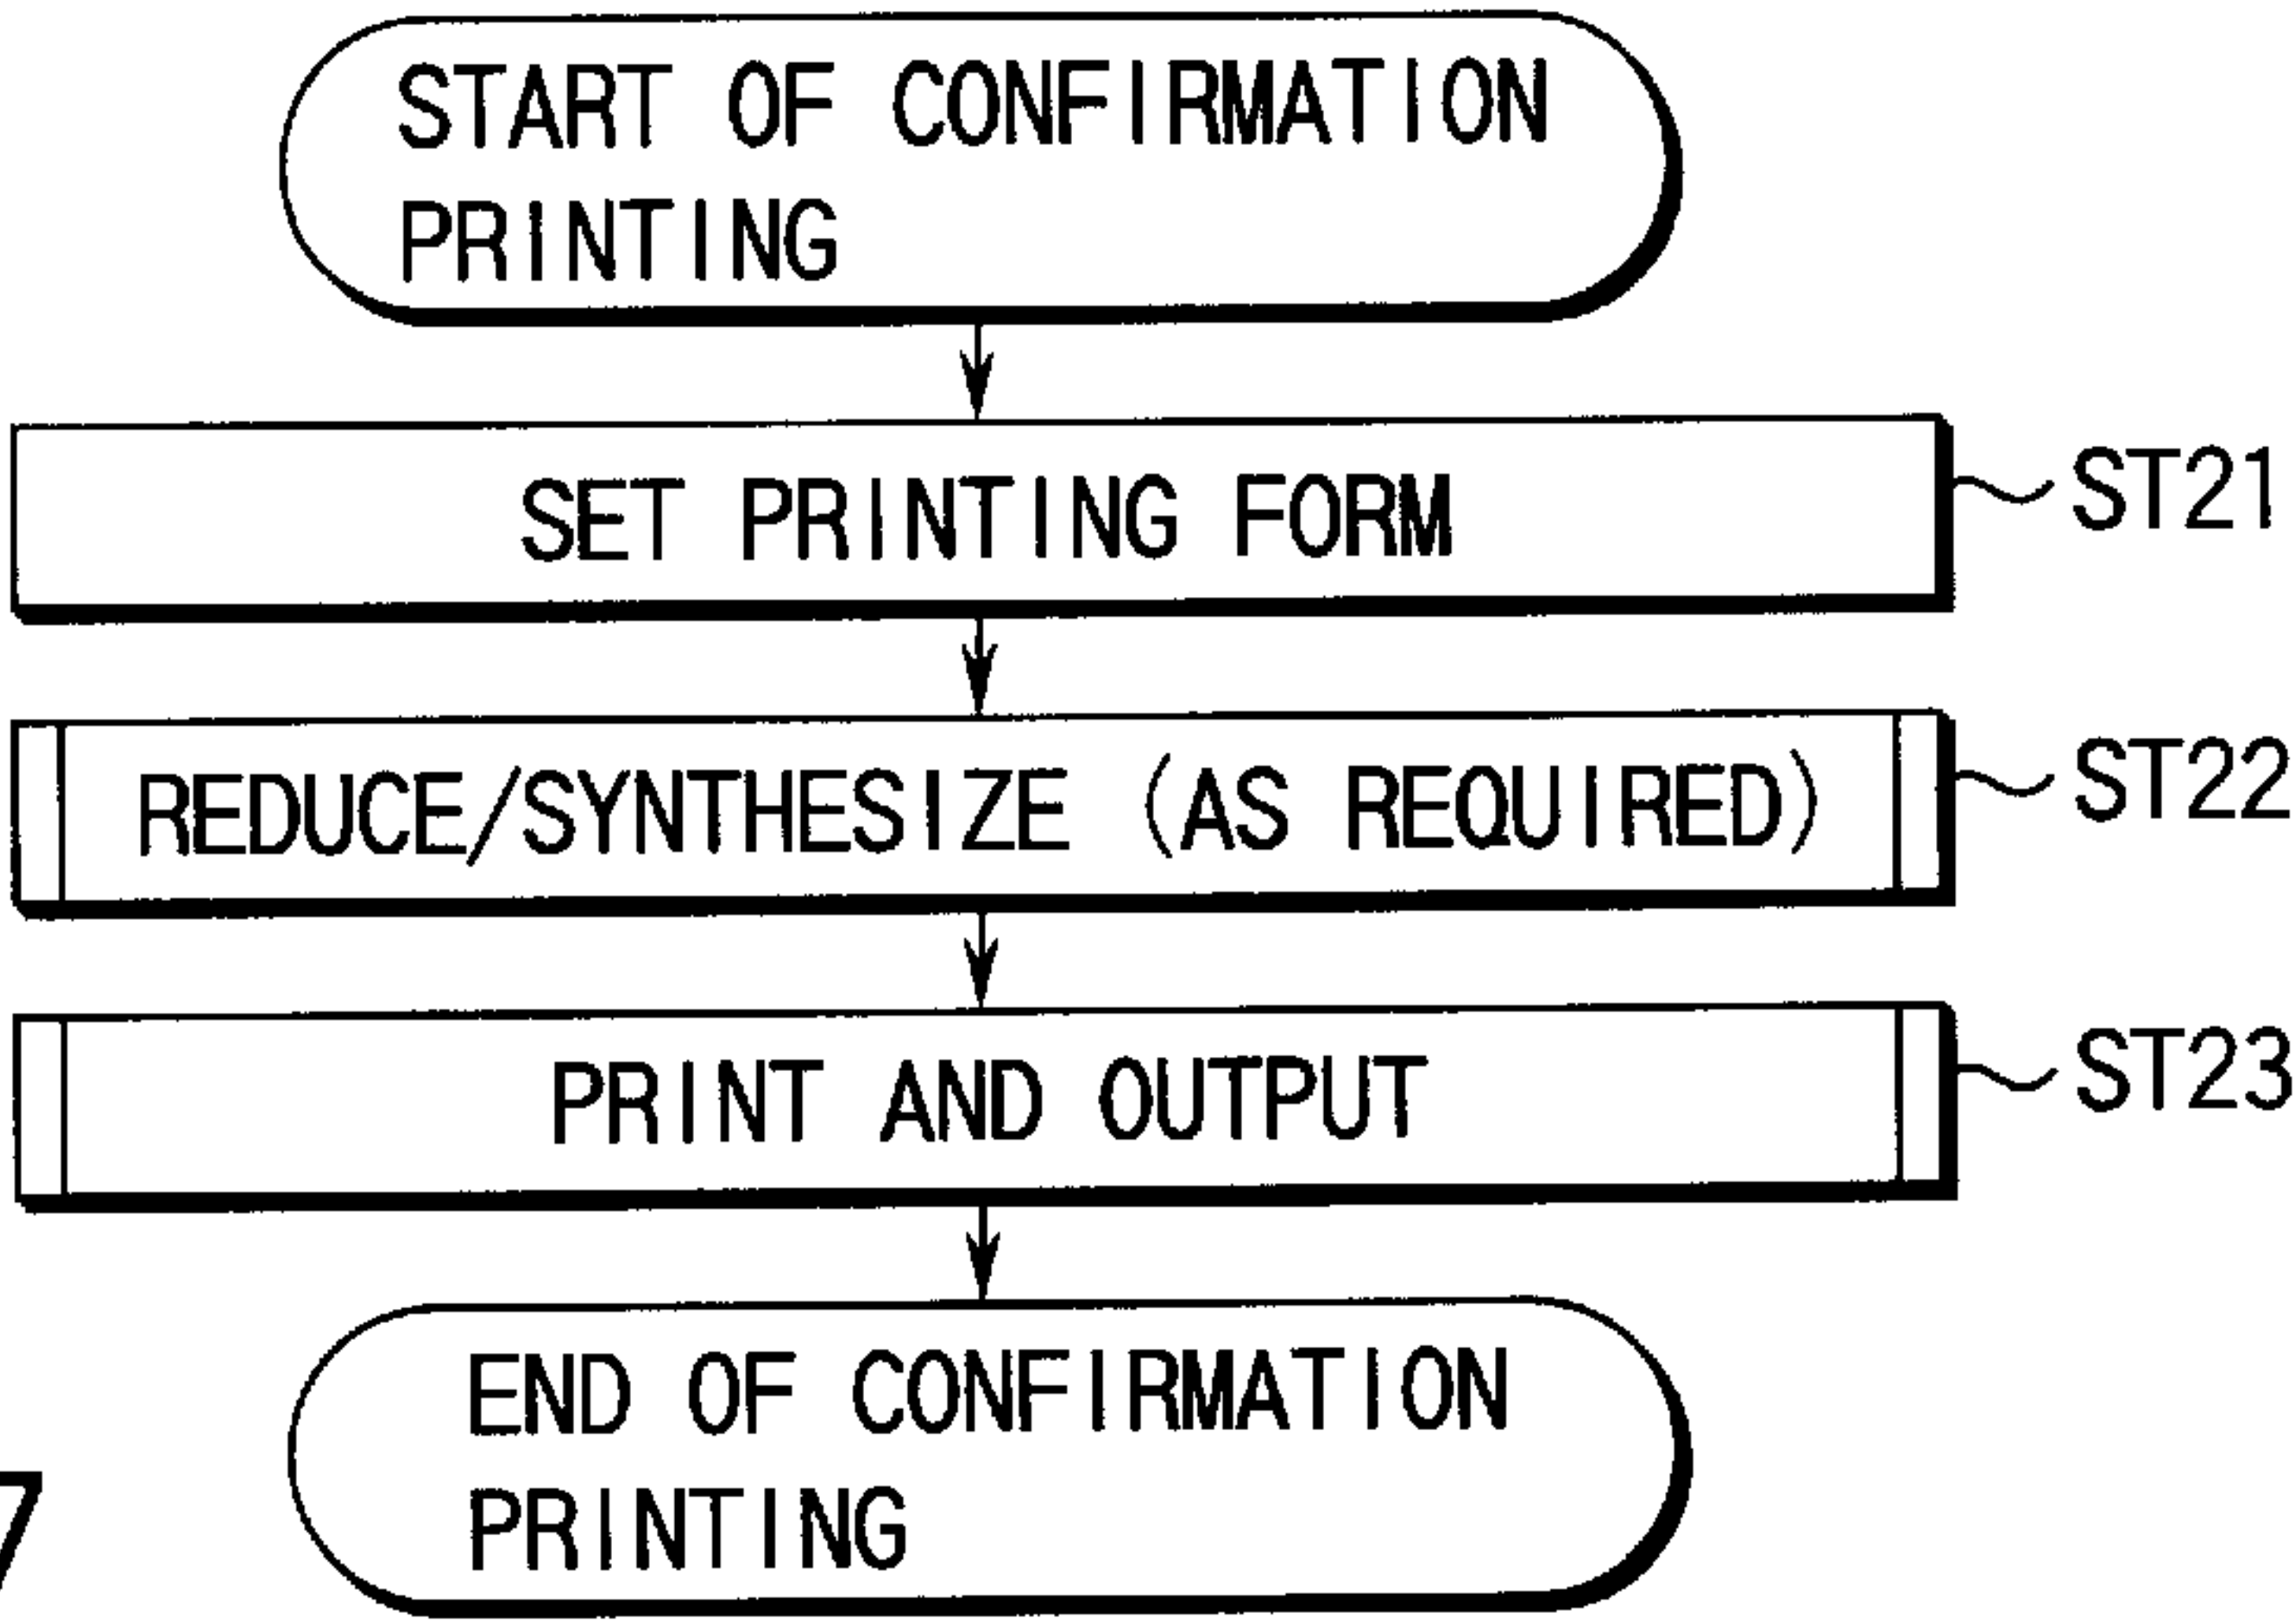 START OF CONFIRMATION
PRINTING
SET PRINTING FORM
ST21
REDUCE/SYNTHESIZE (AS REQUIRED)
ST22
PRINT AND OUTPUT
ST23
END OF CONFIRMATION
PRINTING
7